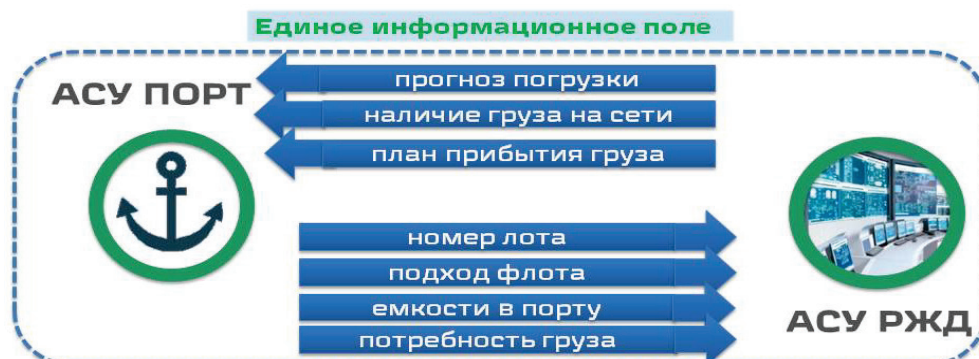 Единое информационное поле
АСУ ПОРТ
прогноз погрузки
наличие груза на сети
план прибытия груза
номер лота
подход флота
емкости в порту
потребность груза
АСУ РЖД